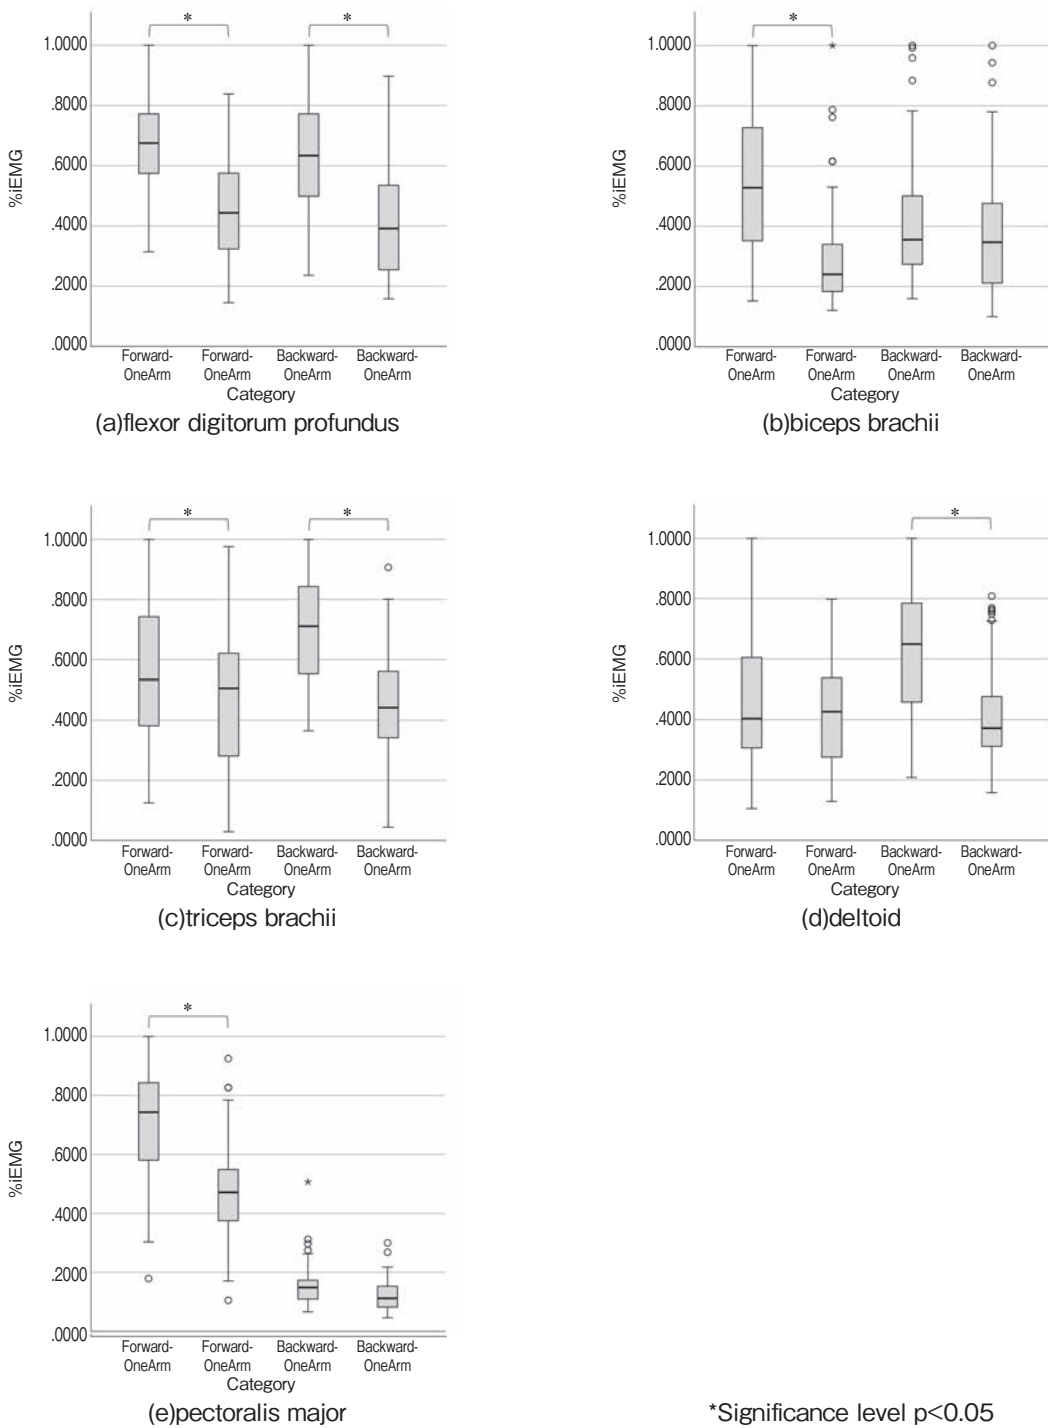 *
*
1.0000
.8000
.6000
.4000
.2000
.0000
%iEMG
Forward-
OneArm
Forward-
OneArm
Backward-
OneArm
Backward-
OneArm
Category
(a)flexor digitorum profundus
*
1.0000
.8000
.6000
.4000
.2000
.0000
%iEMG
Forward-
OneArm
Forward-
OneArm
Backward-
OneArm
Backward-
OneArm
Category
(b)biceps brachii
*
*
1.0000
.8000
.6000
.4000
.2000
.0000
%iEMG
Forward-
OneArm
Forward-
OneArm
Backward-
OneArm
Backward-
OneArm
Category
(c)triceps brachii
*
1.0000
.8000
.6000
.4000
.2000
.0000
%iEMG
Forward-
OneArm
Forward-
OneArm
Backward-
OneArm
Backward-
OneArm
Category
(d)deltoid
*
1.0000
.8000
.6000
.4000
.2000
.0000
%iEMG
Forward-
OneArm
Forward-
OneArm
Backward-
OneArm
Backward-
OneArm
Category
(e)pectoralis major
*Significance level p<0.05